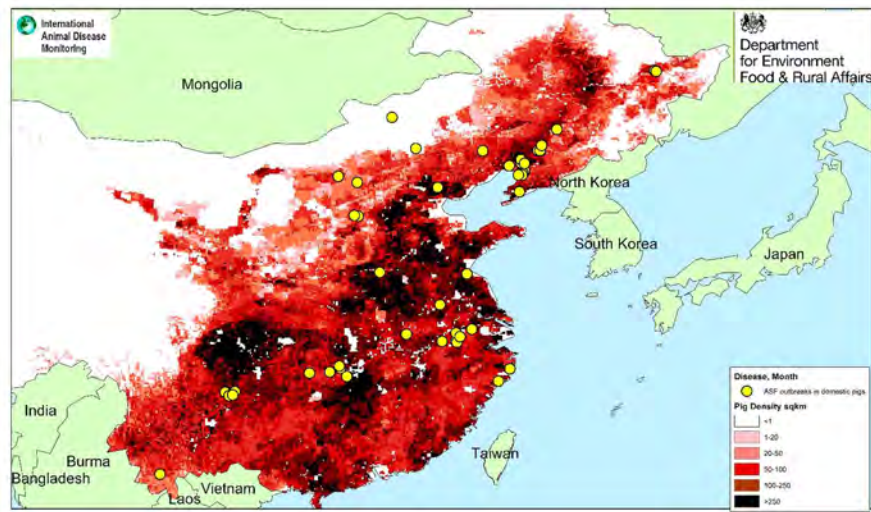 International
Animal Disease
Monitoring
Department
for Environment
Food & Rural Affairs
Mongolia
North Korea
South Korea
Japan
India
Burma
Bangladesh
Laos
Vietnam
Taiwan
Disease, Month
ASF outbreaks in domestic pigs
Pig Density sqkm
<1
1-20
20-50
50-100
100-250
>250